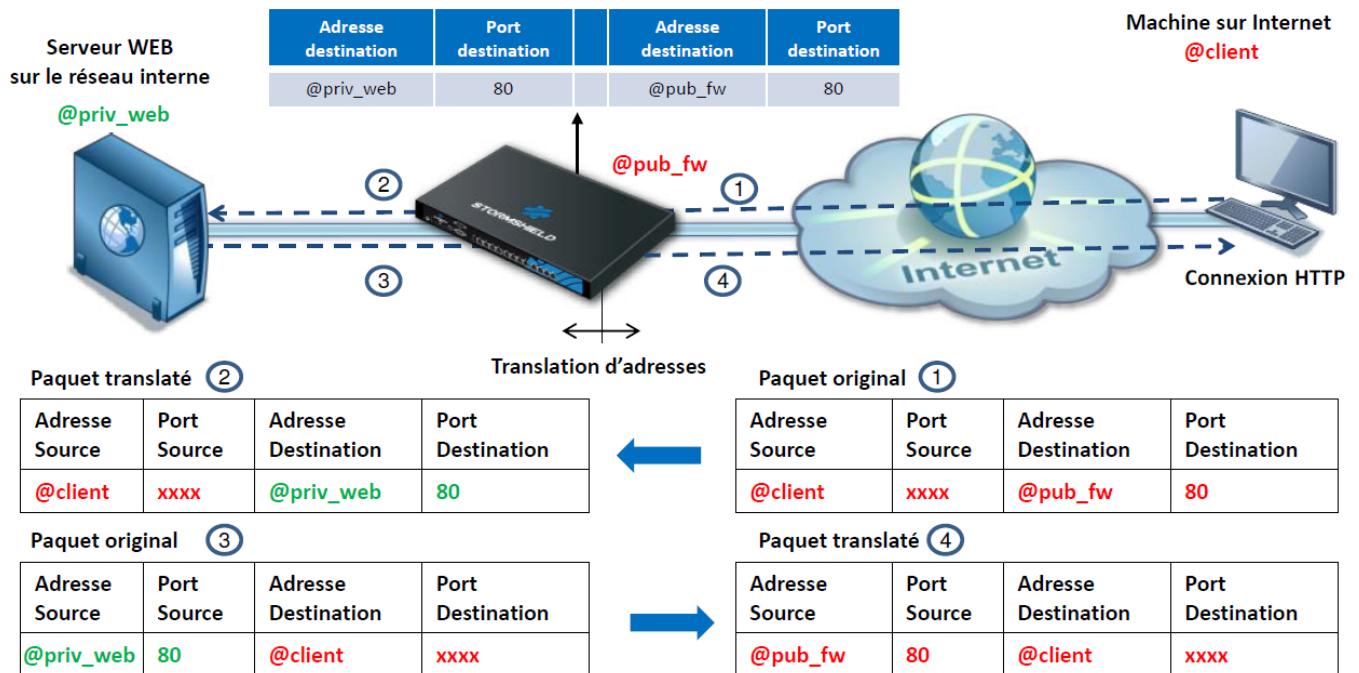 Serveur WEB
sur le réseau interne
@priv_web
Adresse destination | Port destination | | Adresse destination | Port destination
@priv_web | 80 | | @pub_fw | 80
Machine sur Internet
@client
@pub_fw
2
1
STORMSHIELD
3
4
Internet
Connexion HTTP
Translation d'adresses
Paquet translaté 2
Adresse Source | Port Source | Adresse Destination | Port Destination
@client | xxxx | @priv_web | 80
Paquet original 1
Adresse Source | Port Source | Adresse Destination | Port Destination
@client | xxxx | @pub_fw | 80
Paquet original 3
Adresse Source | Port Source | Adresse Destination | Port Destination
@priv_web | 80 | @client | xxxx
Paquet translaté 4
Adresse Source | Port Source | Adresse Destination | Port Destination
@pub_fw | 80 | @client | xxxx